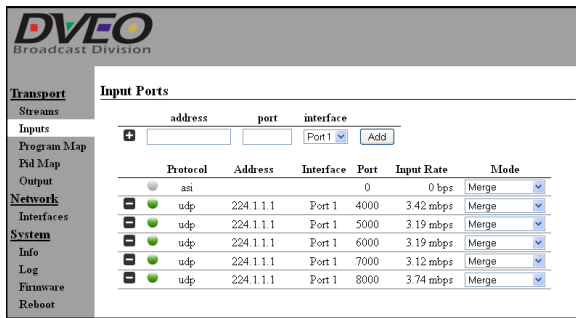 DVEO
Broadcast Division
Transport
Streams
Inputs
Program Map
Pid Map
Output
Network
Interfaces
System
Info
Log
Firmware
Reboot
Input Ports
address port interface
Port 1 Add
Protocol Address Interface Port Input Rate Mode
asi 0 0 bps Merge
udp 224.1.1.1 Port 1 4000 3.42 mbps Merge
udp 224.1.1.1 Port 1 5000 3.19 mbps Merge
udp 224.1.1.1 Port 1 6000 3.19 mbps Merge
udp 224.1.1.1 Port 1 7000 3.12 mbps Merge
udp 224.1.1.1 Port 1 8000 3.74 mbps Merge